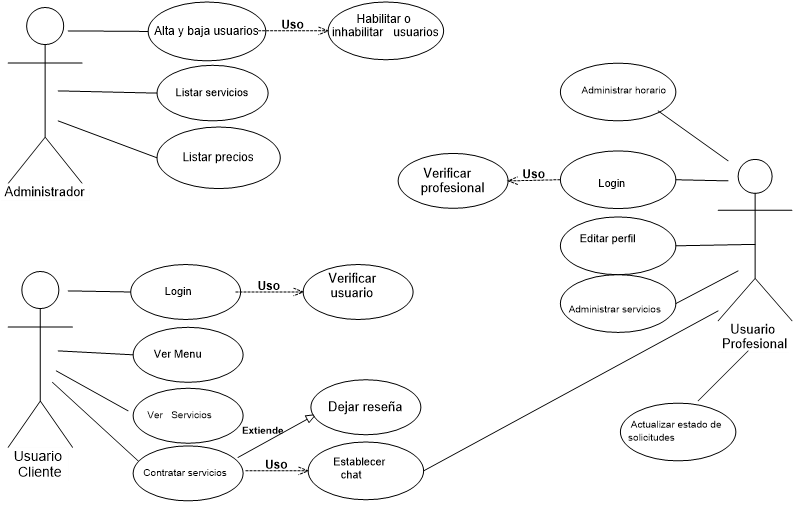 Alta y baja usuarios
Uso
Habilitar o
inhabilitar usuarios
Listar servicios
Listar precios
Administrador
Administrar horario
Verificar
profesional
Uso
Login
Editar perfil
Administrar servicios
Usuario
Profesional
Actualizar estado de
solicitudes
Login
Uso
Verificar
usuario
Ver Menu
Ver Servicios
Extiende
Dejar reseña
Usuario
Cliente
Contratar servicios
Uso
Establecer
chat